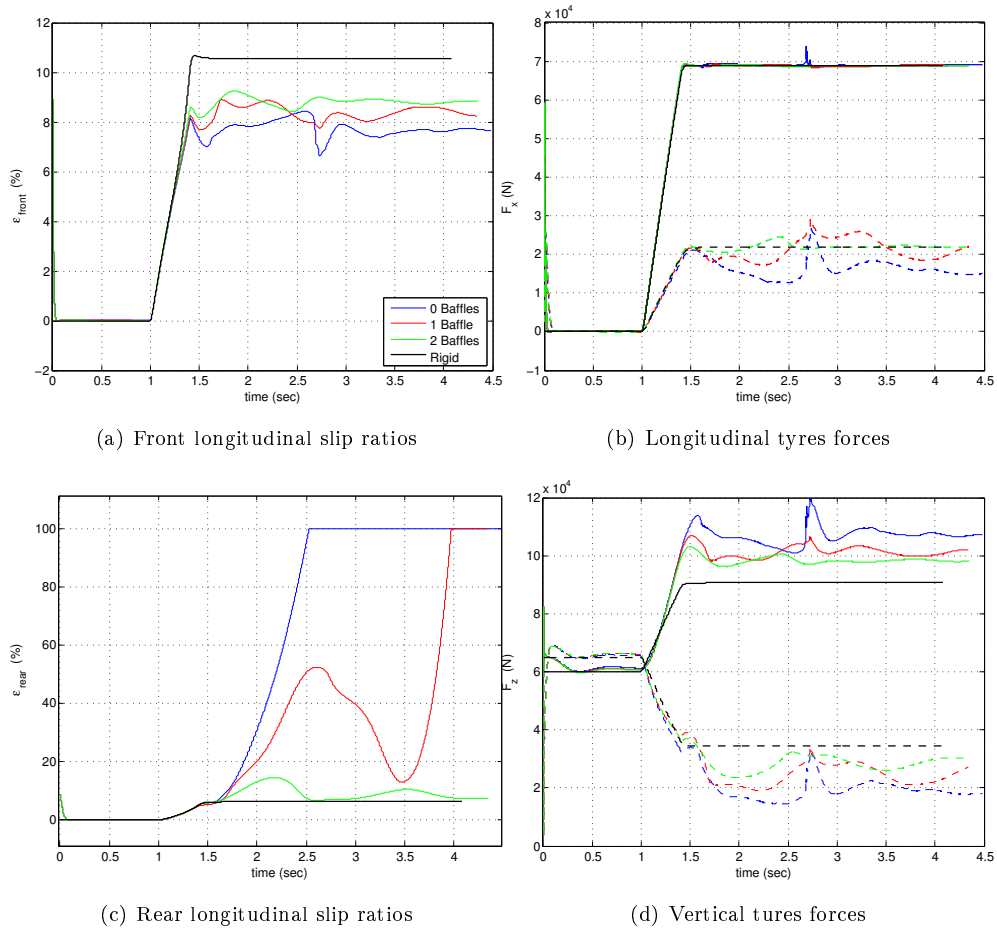 12
10
8
6
4
2
0
−2
0 0.5 1 1.5 2 2.5 3 3.5 4 4.5
time (sec)
ε front (%)
0 Baffles
1 Baffle
2 Baffles
Rigid
(a) Front longitudinal slip ratios
x 10^4
8
7
6
5
4
3
2
1
0
−1
0 0.5 1 1.5 2 2.5 3 3.5 4 4.5
time (sec)
F x (N)
(b) Longitudinal tyres forces
100
80
60
40
20
0
0 0.5 1 1.5 2 2.5 3 3.5 4
time (sec)
ε rear (%)
(c) Rear longitudinal slip ratios
x 10^4
12
10
8
6
4
2
0
0 0.5 1 1.5 2 2.5 3 3.5 4 4.5
time (sec)
F z (N)
(d) Vertical tures forces